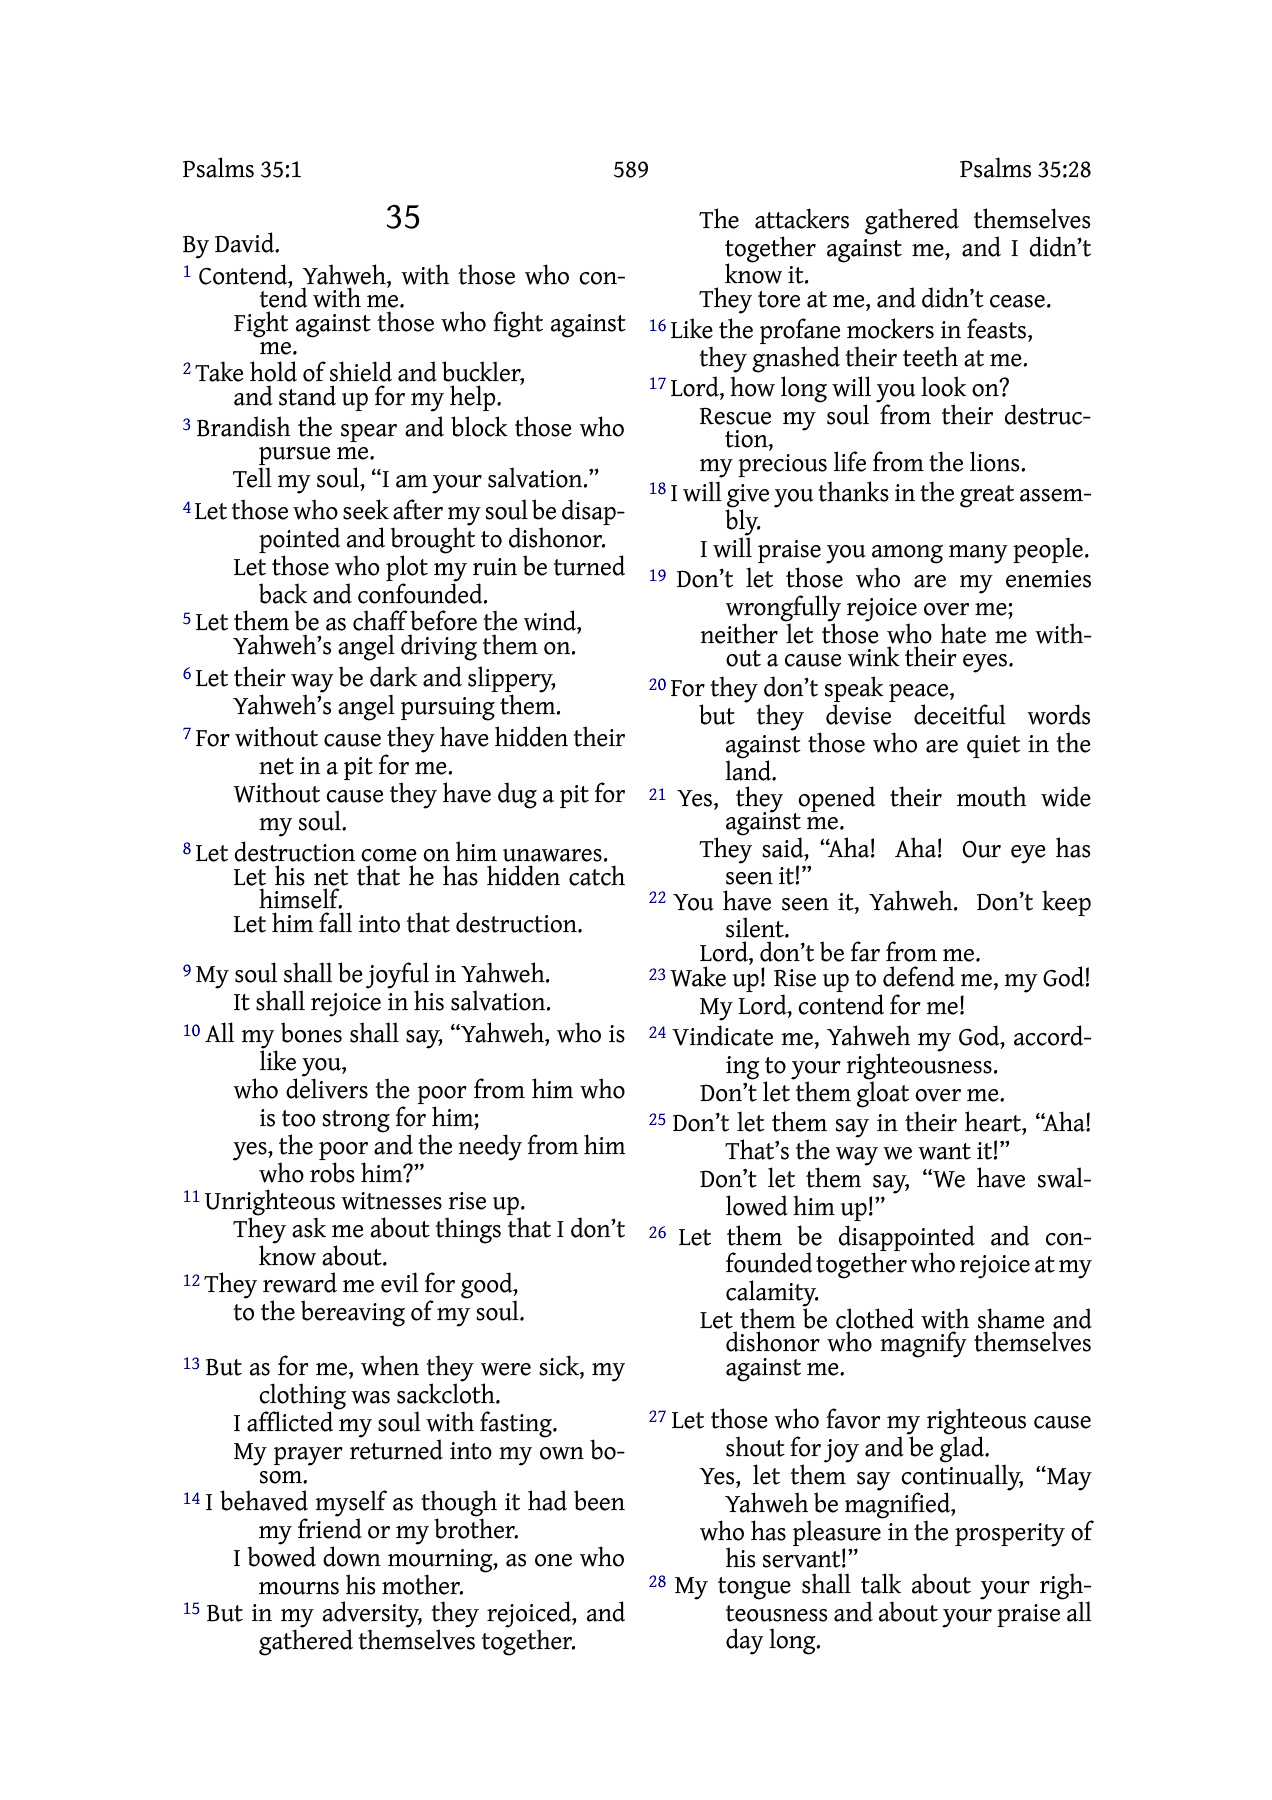 Psalms 35:1 589 Psalms 35:28
35
By David.
1 Contend, Yahweh, with those who con-
tend with me.
Fight against those who fight against
me.
2 Take hold of shield and buckler,
and stand up for my help.
3 Brandish the spear and block those who
pursue me.
Tell my soul, “I am your salvation.”
4 Let those who seek after my soul be disap-
pointed and brought to dishonor.
Let those who plot my ruin be turned
back and confounded.
5 Let them be as chaff before the wind,
Yahweh’s angel driving them on.
6 Let their way be dark and slippery,
Yahweh’s angel pursuing them.
7 For without cause they have hidden their
net in a pit for me.
Without cause they have dug a pit for
my soul.
8 Let destruction come on him unawares.
Let his net that he has hidden catch
himself.
Let him fall into that destruction.
9 My soul shall be joyful in Yahweh.
It shall rejoice in his salvation.
10 All my bones shall say, “Yahweh, who is
like you,
who delivers the poor from him who
is too strong for him;
yes, the poor and the needy from him
who robs him?”
11 Unrighteous witnesses rise up.
They ask me about things that I don’t
know about.
12 They reward me evil for good,
to the bereaving of my soul.
13 But as for me, when they were sick, my
clothing was sackcloth.
I afflicted my soul with fasting.
My prayer returned into my own bo-
som.
14 I behaved myself as though it had been
my friend or my brother.
I bowed down mourning, as one who
mourns his mother.
15 But in my adversity, they rejoiced, and
gathered themselves together.
The attackers gathered themselves
together against me, and I didn’t
know it.
They tore at me, and didn’t cease.
16 Like the profane mockers in feasts,
they gnashed their teeth at me.
17 Lord, how long will you look on?
Rescue my soul from their destruc-
tion,
my precious life from the lions.
18 I will give you thanks in the great assem-
bly.
I will praise you among many people.
19 Don’t let those who are my enemies
wrongfully rejoice over me;
neither let those who hate me with-
out a cause wink their eyes.
20 For they don’t speak peace,
but they devise deceitful words
against those who are quiet in the
land.
21 Yes, they opened their mouth wide
against me.
They said, “Aha! Aha! Our eye has
seen it!”
22 You have seen it, Yahweh. Don’t keep
silent.
Lord, don’t be far from me.
23 Wake up! Rise up to defend me, my God!
My Lord, contend for me!
24 Vindicate me, Yahweh my God, accord-
ing to your righteousness.
Don’t let them gloat over me.
25 Don’t let them say in their heart, “Aha!
That’s the way we want it!”
Don’t let them say, “We have swal-
lowed him up!”
26 Let them be disappointed and con-
founded together who rejoice at my
calamity.
Let them be clothed with shame and
dishonor who magnify themselves
against me.
27 Let those who favor my righteous cause
shout for joy and be glad.
Yes, let them say continually, “May
Yahweh be magnified,
who has pleasure in the prosperity of
his servant!”
28 My tongue shall talk about your righ-
teousness and about your praise all
day long.